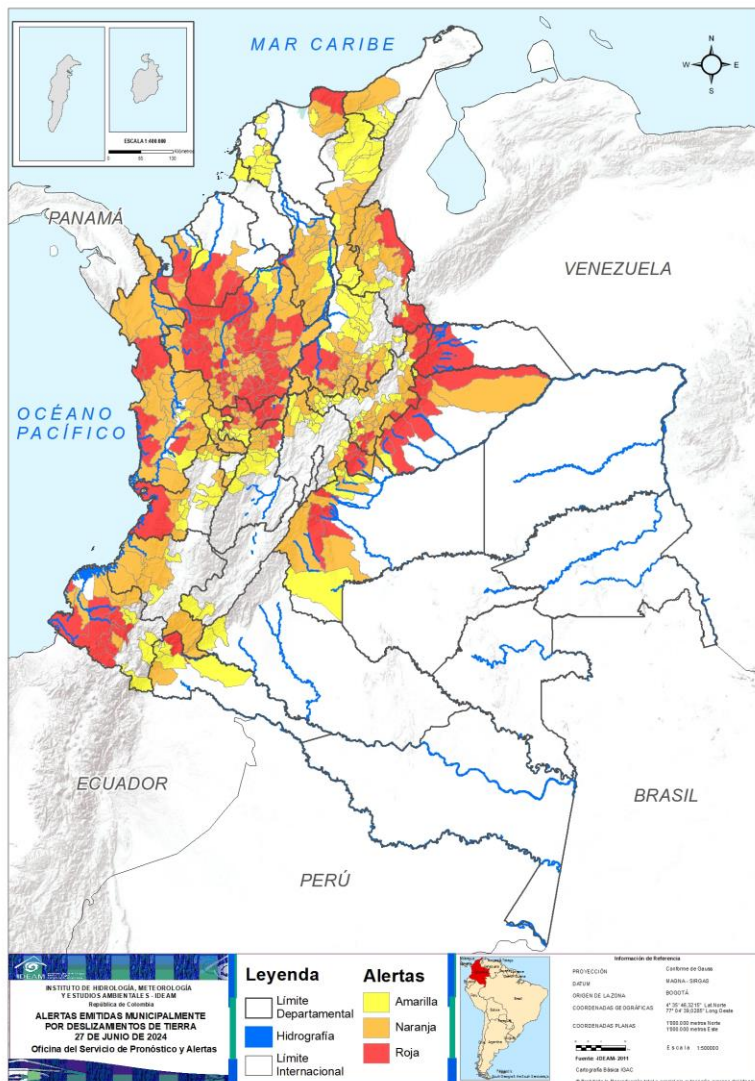 MAR CARIBE
N
W E
S
ESCALA 1:400.000
PANAMÁ
VENEZUELA
OCÉANO
PACÍFICO
ECUADOR
BRASIL
PERÚ
IDEAM
INSTITUTO DE HIDROLOGÍA, METEOROLOGÍA
Y ESTUDIOS AMBIENTALES - IDEAM
República de Colombia
ALERTAS EMITIDAS MUNICIPALMENTE
POR DESLIZAMIENTOS DE TIERRA
27 DE JUNIO DE 2024
Oficina del Servicio de Pronóstico y Alertas
Leyenda
Límite
Departamental
Hidrografía
Límite
Internacional
Alertas
Amarilla
Naranja
Roja
Información de Referencia
PROYECCIÓN Conforme de Gauss
DATUM MAGNA - SIRGAS
ORIGEN DE LA ZONA BOGOTÁ
COORDENADAS GEOGRÁFICAS
COORDENADAS PLANAS 1'000.000 metros Norte
1'000.000 metros Este
Fuente: IDEAM- 2011
Cartografía Básica IGAC